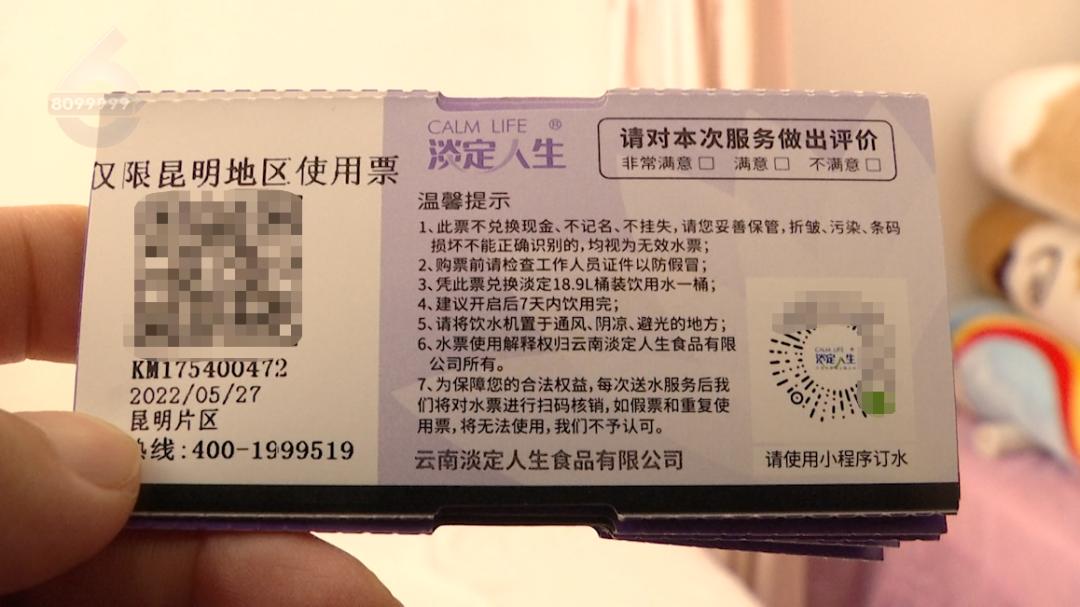 6
8099999
仅限昆明地区使用票
KM175400472
2022/05/27
昆明片区
热线:400-1999519
CALM LIFE ®
淡定人生
请对本次服务做出评价
非常满意□ 满意□ 不满意□
温馨提示
1、此票不兑换现金、不记名、不挂失,请您妥善保管,折皱、污染、条码
损坏不能正确识别的,均视为无效水票;
2、购票前请检查工作人员证件以防假冒;
3、凭此票兑换淡定18.9L桶装饮用水一桶;
4、建议开启后7天内饮用完;
5、请将饮水机置于通风、阴凉、避光的地方;
6、水票使用解释权归云南淡定人生食品有限
公司所有。
7、为保障您的合法权益,每次送水服务后我
们将对水票进行扫码核销,如假票和重复使
用票,将无法使用,我们不予认可。
云南淡定人生食品有限公司
CALM LIFE
淡定人生
请使用小程序订水